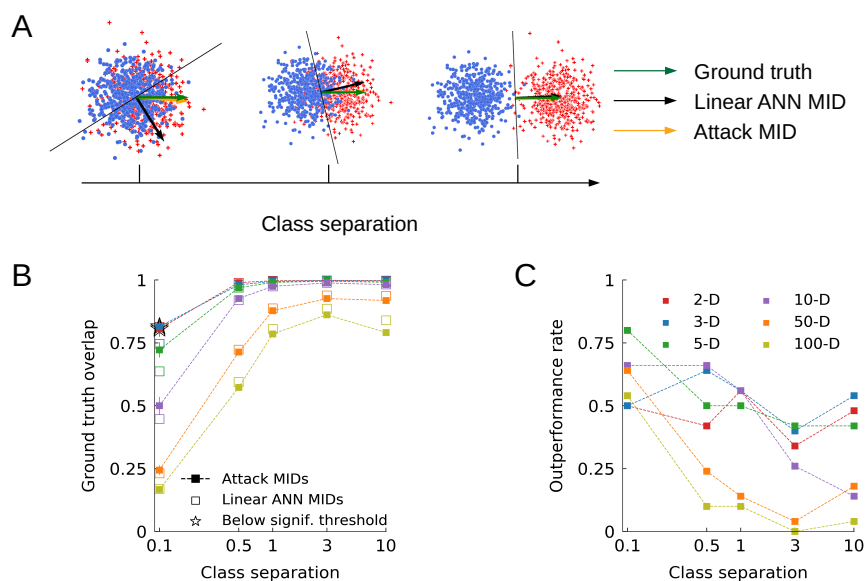 A
Ground truth
Linear ANN MID
Attack MID
Class separation
B
Ground truth overlap
1
0.75
0.5
0.25
0
Attack MIDs
Linear ANN MIDs
Below signif. threshold
0.1 0.5 1 3 10
Class separation
C
Outperformance rate
1
0.75
0.5
0.25
0
2-D 10-D
3-D 50-D
5-D 100-D
0.1 0.5 1 3 10
Class separation